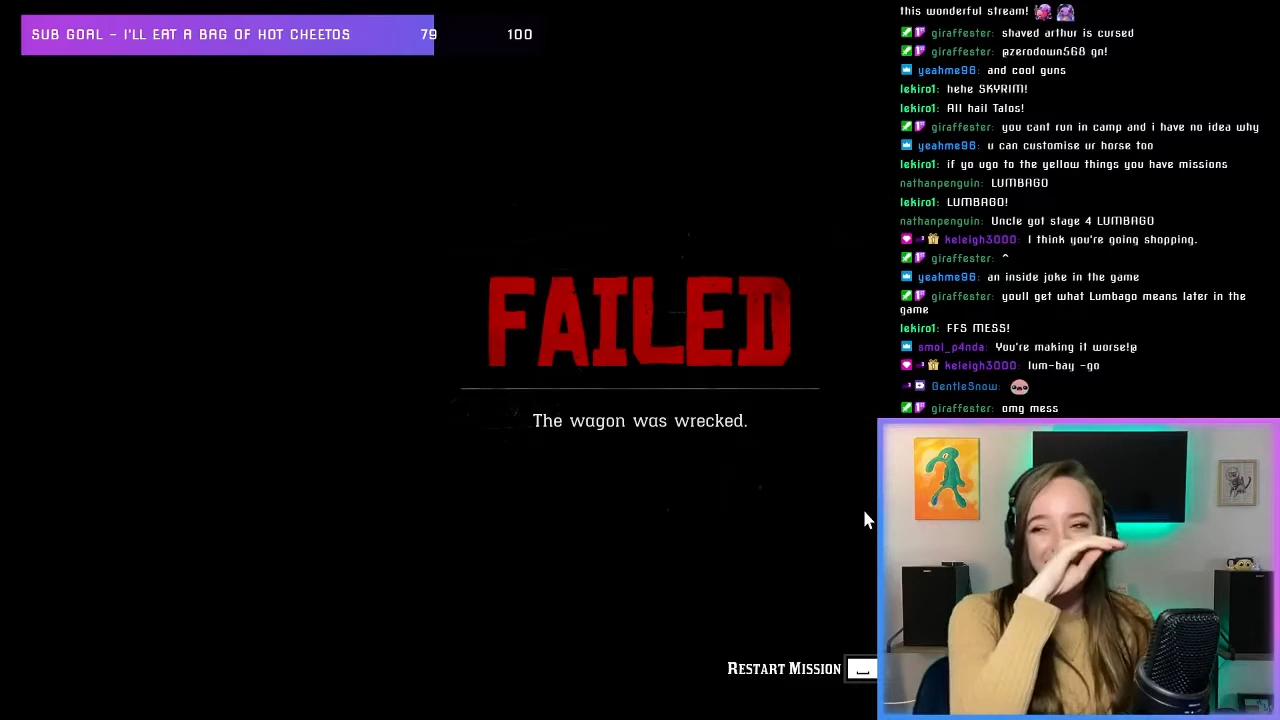 SUB GOAL - I'LL EAT A BAG OF HOT CHEETOS 79 100
FAILED
The wagon was wrecked.
RESTART MISSION
this wonderful stream!
giraffester: shaved arthur is cursed
giraffester: @zerodown568 gn!
yeahme96: and cool guns
lekiro1: hehe SKYRIM!
lekiro1: All hail Talos!
giraffester: you cant run in camp and i have no idea why
yeahme96: u can customise ur horse too
lekiro1: if yo ugo to the yellow things you have missions
nathanpenguin: LUMBAGO
lekiro1: LUMBAGO!
nathanpenguin: Uncle got stage 4 LUMBAGO
keleigh3000: I think you're going shopping.
giraffester: ^
yeahme96: an inside joke in the game
giraffester: youll get what Lumbago means later in the
game
lekiro1: FFS MESS!
smol_p4nda: You're making it worse!@
keleigh3000: lum-bay -go
GentleSnow:
giraffester: omg mess